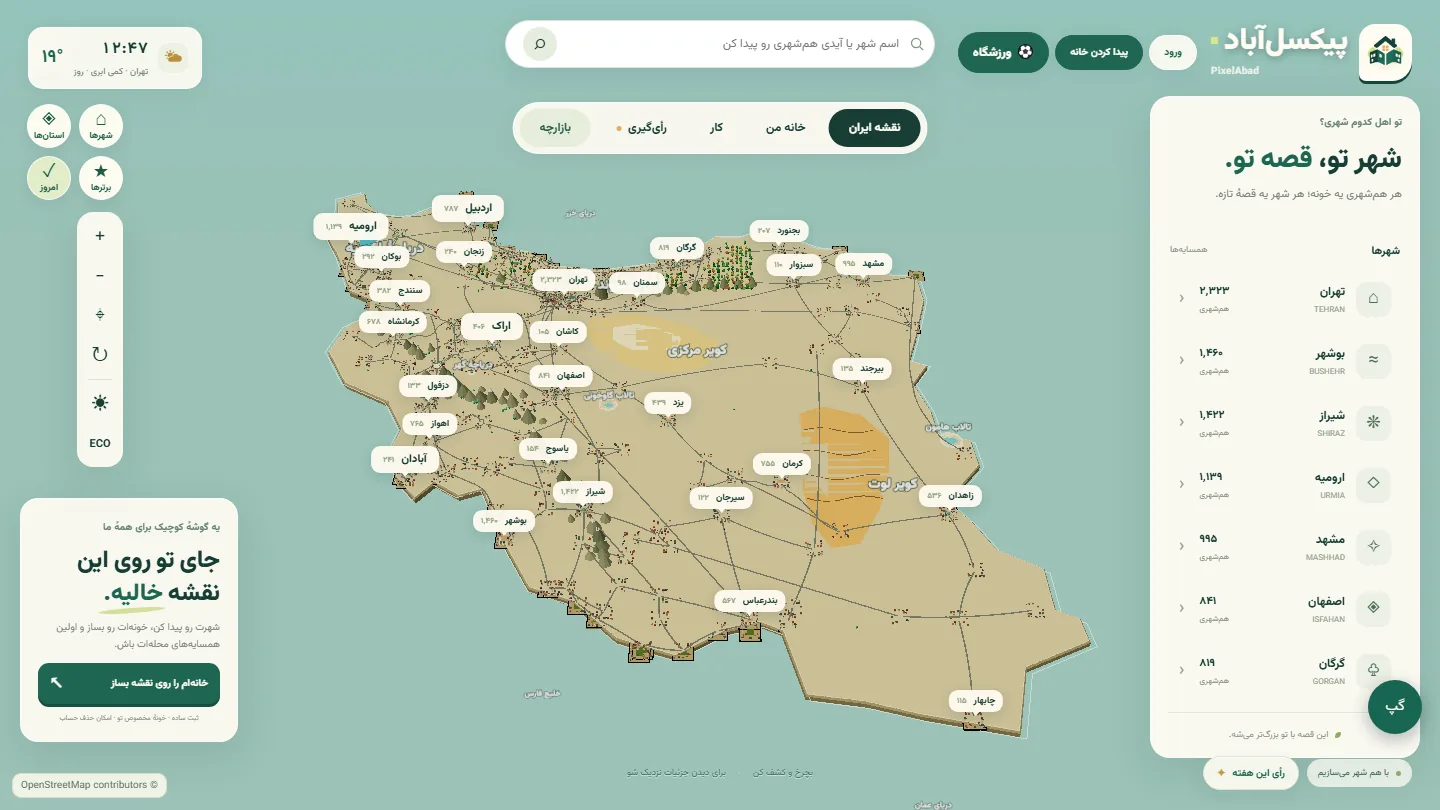 پیکسل‌آباد
PixelAbad
ورود
پیدا کردن خانه
ورزشگاه
اسم شهر یا آیدی هم‌شهری رو پیدا کن
۱۲:۴۷
۱۹°
تهران · کمی ابری · روز
نقشه ایران
خانه من
کار
رأی‌گیری
بازارچه
شهرها
استان‌ها
برترها
امروز
+
−
ECO
تو اهل کدوم شهری؟
شهر تو، قصه تو.
هر هم‌شهری یه خونه؛ هر شهر یه قصهٔ تازه.
شهرها
همسایه‌ها
تهران ۲,۳۲۳
TEHRAN هم‌شهری
بوشهر ۱,۴۶۰
BUSHEHR هم‌شهری
شیراز ۱,۴۲۲
SHIRAZ هم‌شهری
ارومیه ۱,۱۳۹
URMIA هم‌شهری
مشهد ۹۹۵
MASHHAD هم‌شهری
اصفهان ۸۴۱
ISFAHAN هم‌شهری
گرگان ۸۱۹
GORGAN هم‌شهری
این قصه با تو بزرگ‌تر می‌شه.
گپ
با هم شهر می‌سازیم
رأی این هفته
دریای خزر
اردبیل ۷۸۷
ارومیه ۱,۱۳۹
بجنورد ۲۰۷
گرگان ۸۱۹
زنجان ۲۴۰
بوکان ۲۹۲
مشهد ۹۹۵
سبزوار ۱۱۰
تهران ۲,۳۲۳
سمنان ۹۸
سنندج ۳۸۲
کرمانشاه ۶۷۸
اراک ۴۰۶
کاشان ۱۰۵
کویر مرکزی
بیرجند ۱۳۵
اصفهان ۸۴۱
دزفول ۱۳۳
تالاب گاوخونی
یزد ۴۳۹
اهواز ۷۶۵
تالاب هامون
یاسوج ۱۵۴
آبادان ۲۴۱
کرمان ۷۵۵
کویر لوت
شیراز ۱,۴۲۲
سیرجان ۱۲۲
زاهدان ۵۳۶
بوشهر ۱,۴۶۰
بندرعباس ۵۶۷
خلیج فارس
چابهار ۱۱۵
دریای عمان
بچرخ و کشف کن · برای دیدن جزئیات نزدیک شو
یه گوشهٔ کوچیک برای همهٔ ما
جای تو روی این
نقشه خالیه.
شهرت رو پیدا کن، خونه‌ات رو بساز و اولین
همسایه‌های محله‌ات باش.
خانه‌ام را روی نقشه بساز
ثبت ساده · خونهٔ مخصوص تو · امکان حذف حساب
© OpenStreetMap contributors